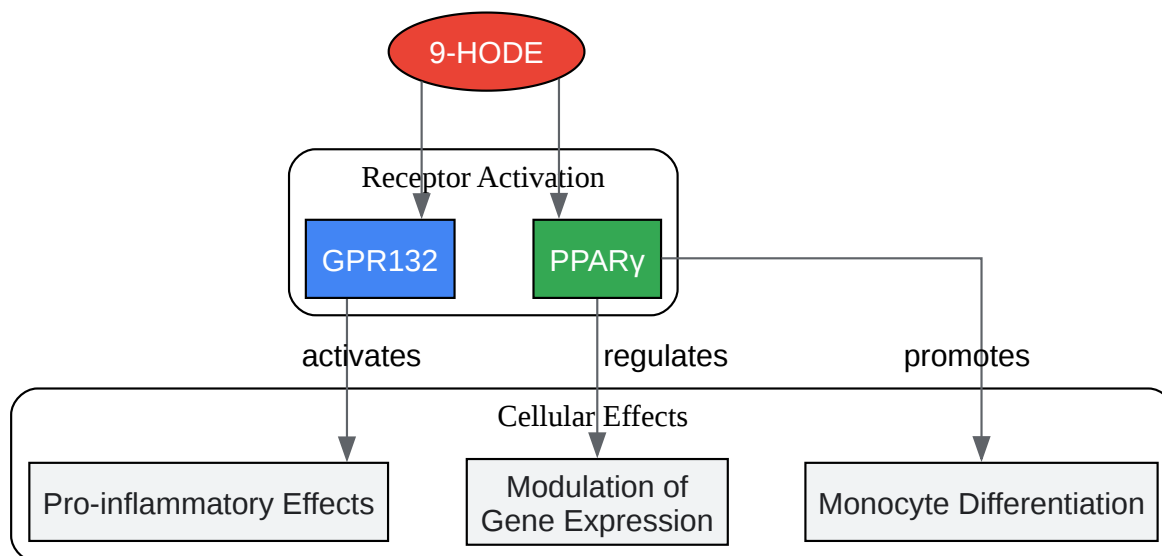 9-HODE
Receptor Activation
GPR132
PPARγ
activates
regulates
promotes
Cellular Effects
Pro-inflammatory Effects
Modulation of
Gene Expression
Monocyte Differentiation